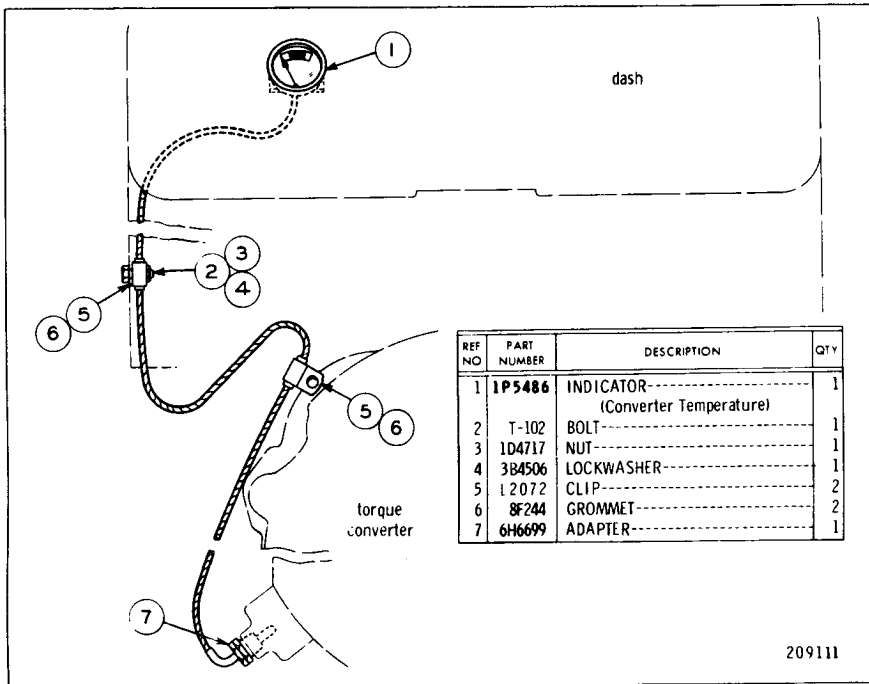 1
dash
3
2
4
5
6
5
6
torque
converter
7
REF NO PART NUMBER DESCRIPTION QTY
1 1P5486 INDICATOR 1
(Converter Temperature)
2 T-102 BOLT 1
3 1D4717 NUT 1
4 3B4506 LOCKWASHER 1
5 L2072 CLIP 2
6 8F244 GROMMET 2
7 6H6699 ADAPTER 1
209111